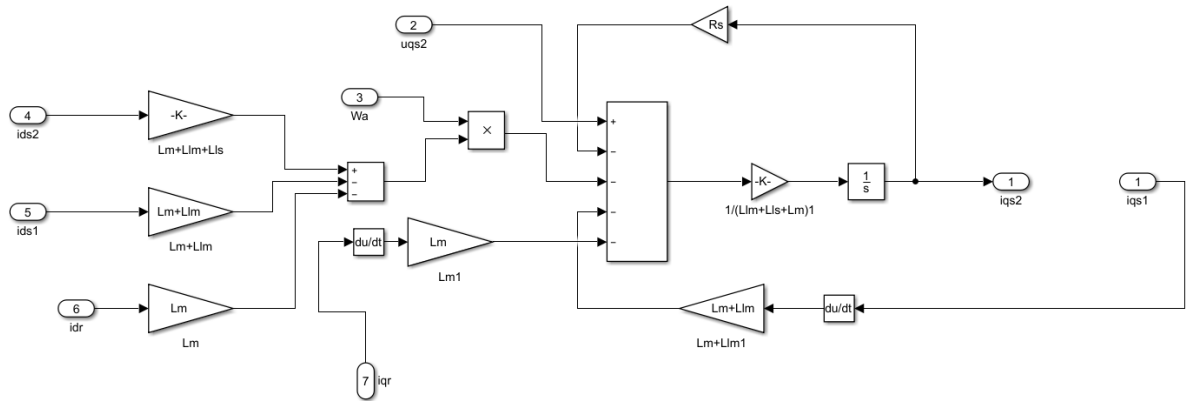 2
uqs2
Rs
4
ids2
-K-
Lm+Llm+Lls
3
Wa
×
+
−
−
+
−
−
−
−
5
ids1
Lm+Llm
Lm+Llm
-K-
1/(Llm+Lls+Lm)1
1
s
1
iqs2
1
iqs1
du/dt
Lm
Lm1
6
idr
Lm
Lm
Lm+Llm
Lm+Llm1
du/dt
7
iqr